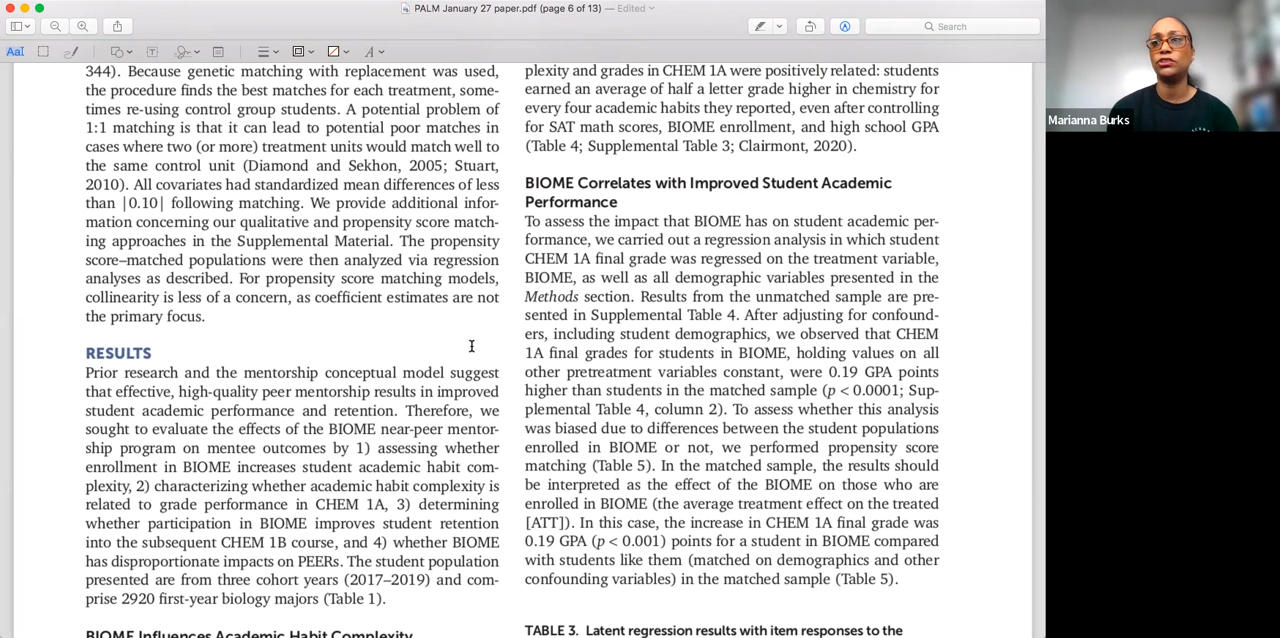 PALM January 27 paper.pdf (page 6 of 13) — Edited
Search
AaI
Marianna Burks
344). Because genetic matching with replacement was used,
the procedure finds the best matches for each treatment, some-
times re-using control group students. A potential problem of
1:1 matching is that it can lead to potential poor matches in
cases where two (or more) treatment units would match well to
the same control unit (Diamond and Sekhon, 2005; Stuart,
2010). All covariates had standardized mean differences of less
than |0.10| following matching. We provide additional infor-
mation concerning our qualitative and propensity score match-
ing approaches in the Supplemental Material. The propensity
score–matched populations were then analyzed via regression
analyses as described. For propensity score matching models,
collinearity is less of a concern, as coefficient estimates are not
the primary focus.
RESULTS
Prior research and the mentorship conceptual model suggest
that effective, high-quality peer mentorship results in improved
student academic performance and retention. Therefore, we
sought to evaluate the effects of the BIOME near-peer mentor-
ship program on mentee outcomes by 1) assessing whether
enrollment in BIOME increases student academic habit com-
plexity, 2) characterizing whether academic habit complexity is
related to grade performance in CHEM 1A, 3) determining
whether participation in BIOME improves student retention
into the subsequent CHEM 1B course, and 4) whether BIOME
has disproportionate impacts on PEERs. The student population
presented are from three cohort years (2017–2019) and com-
prise 2920 first-year biology majors (Table 1).
BIOME Influences Academic Habit Complexity
plexity and grades in CHEM 1A were positively related: students
earned an average of half a letter grade higher in chemistry for
every four academic habits they reported, even after controlling
for SAT math scores, BIOME enrollment, and high school GPA
(Table 4; Supplemental Table 3; Clairmont, 2020).
BIOME Correlates with Improved Student Academic
Performance
To assess the impact that BIOME has on student academic per-
formance, we carried out a regression analysis in which student
CHEM 1A final grade was regressed on the treatment variable,
BIOME, as well as all demographic variables presented in the
Methods section. Results from the unmatched sample are pre-
sented in Supplemental Table 4. After adjusting for confound-
ers, including student demographics, we observed that CHEM
1A final grades for students in BIOME, holding values on all
other pretreatment variables constant, were 0.19 GPA points
higher than students in the matched sample (p < 0.0001; Sup-
plemental Table 4, column 2). To assess whether this analysis
was biased due to differences between the student populations
enrolled in BIOME or not, we performed propensity score
matching (Table 5). In the matched sample, the results should
be interpreted as the effect of the BIOME on those who are
enrolled in BIOME (the average treatment effect on the treated
[ATT]). In this case, the increase in CHEM 1A final grade was
0.19 GPA (p < 0.001) points for a student in BIOME compared
with students like them (matched on demographics and other
confounding variables) in the matched sample (Table 5).
TABLE 3. Latent regression results with item responses to the